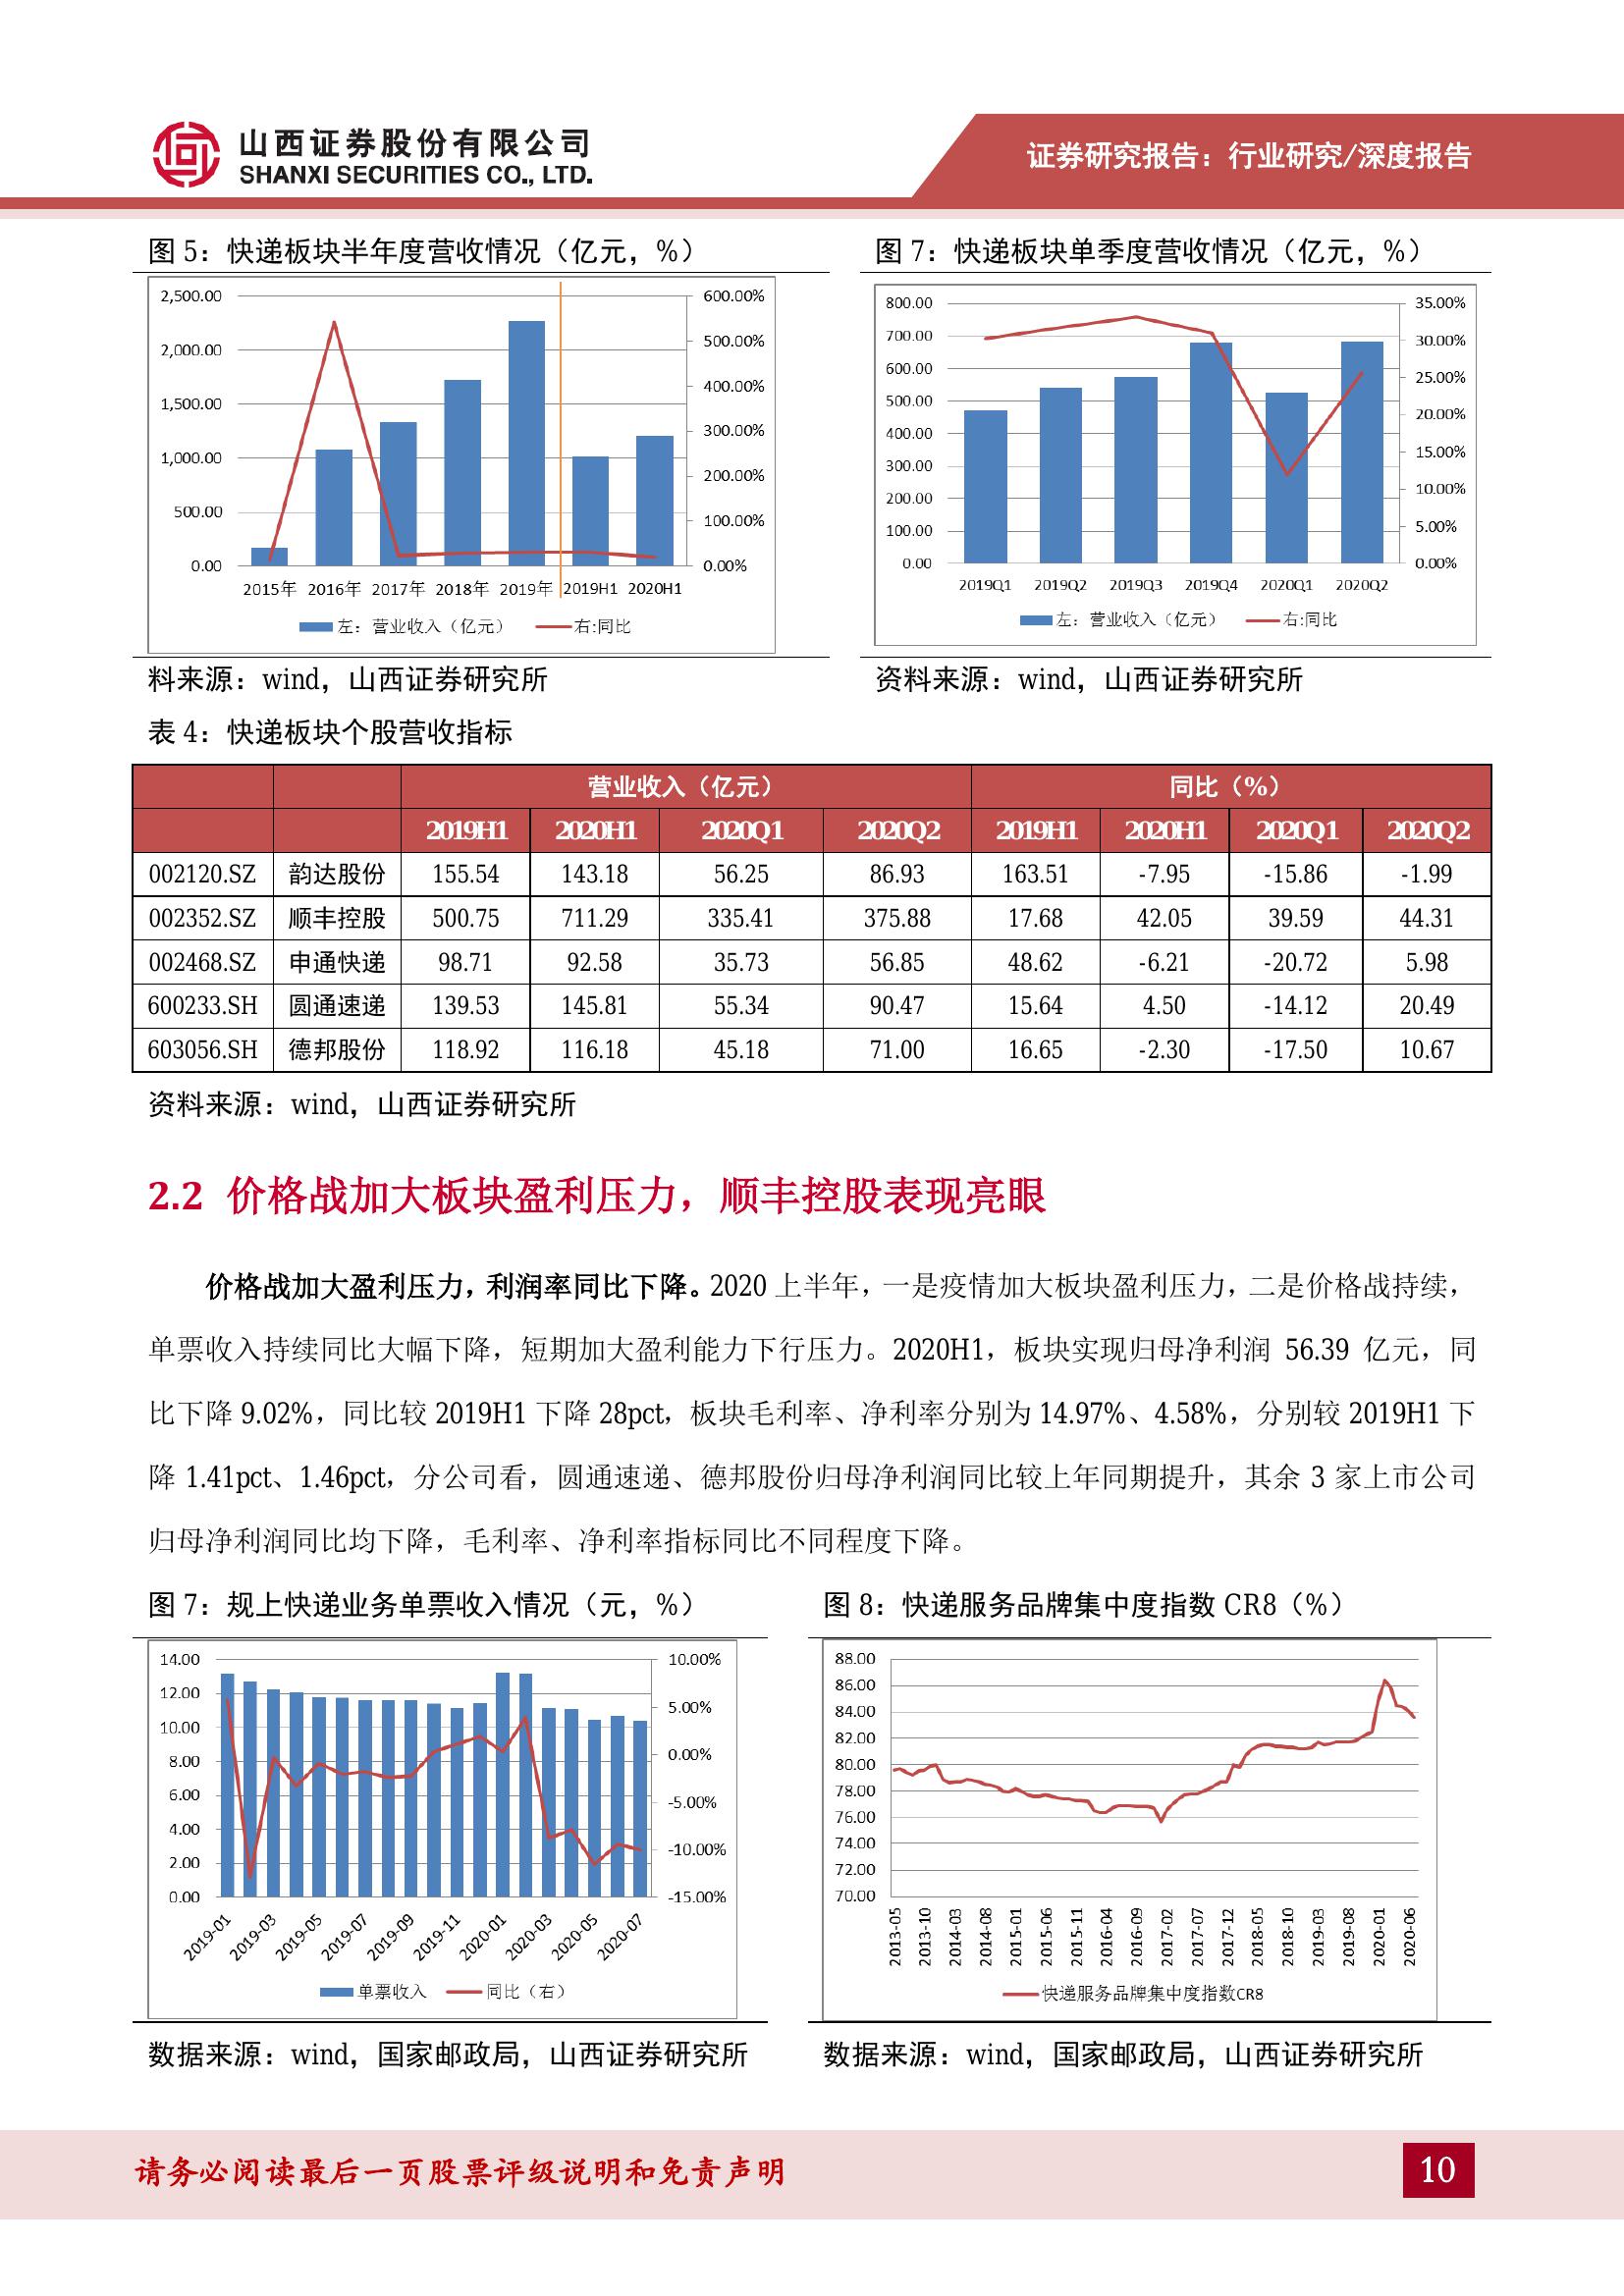 山西证券股份有限公司
SHANXI SECURITIES CO., LTD.
证券研究报告：行业研究/深度报告
图 5：快递板块半年度营收情况（亿元，%）
2,500.00
2,000.00
1,500.00
1,000.00
500.00
0.00
600.00%
500.00%
400.00%
300.00%
200.00%
100.00%
0.00%
2015年 2016年 2017年 2018年 2019年 2019H1 2020H1
左：营业收入（亿元） 右:同比
料来源：wind，山西证券研究所
图 7：快递板块单季度营收情况（亿元，%）
800.00
700.00
600.00
500.00
400.00
300.00
200.00
100.00
0.00
35.00%
30.00%
25.00%
20.00%
15.00%
10.00%
5.00%
0.00%
2019Q1 2019Q2 2019Q3 2019Q4 2020Q1 2020Q2
左：营业收入（亿元） 右:同比
资料来源：wind，山西证券研究所
表 4：快递板块个股营收指标
营业收入（亿元） 同比（%）
2019H1 2020H1 2020Q1 2020Q2 2019H1 2020H1 2020Q1 2020Q2
002120.SZ 韵达股份 155.54 143.18 56.25 86.93 163.51 -7.95 -15.86 -1.99
002352.SZ 顺丰控股 500.75 711.29 335.41 375.88 17.68 42.05 39.59 44.31
002468.SZ 申通快递 98.71 92.58 35.73 56.85 48.62 -6.21 -20.72 5.98
600233.SH 圆通速递 139.53 145.81 55.34 90.47 15.64 4.50 -14.12 20.49
603056.SH 德邦股份 118.92 116.18 45.18 71.00 16.65 -2.30 -17.50 10.67
资料来源：wind，山西证券研究所
2.2 价格战加大板块盈利压力，顺丰控股表现亮眼
价格战加大盈利压力，利润率同比下降。2020 上半年，一是疫情加大板块盈利压力，二是价格战持续，
单票收入持续同比大幅下降，短期加大盈利能力下行压力。2020H1，板块实现归母净利润 56.39 亿元，同
比下降 9.02%，同比较 2019H1 下降 28pct，板块毛利率、净利率分别为 14.97%、4.58%，分别较 2019H1 下
降 1.41pct、1.46pct，分公司看，圆通速递、德邦股份归母净利润同比较上年同期提升，其余 3 家上市公司
归母净利润同比均下降，毛利率、净利率指标同比不同程度下降。
图 7：规上快递业务单票收入情况（元，%）
14.00
12.00
10.00
8.00
6.00
4.00
2.00
0.00
10.00%
5.00%
0.00%
-5.00%
-10.00%
-15.00%
2019-01 2019-03 2019-05 2019-07 2019-09 2019-11 2020-01 2020-03 2020-05 2020-07
单票收入 同比（右）
数据来源：wind，国家邮政局，山西证券研究所
图 8：快递服务品牌集中度指数 CR8（%）
88.00
86.00
84.00
82.00
80.00
78.00
76.00
74.00
72.00
70.00
2013-05 2013-10 2014-03 2014-08 2015-01 2015-06 2015-11 2016-04 2016-09 2017-02 2017-07 2017-12 2018-05 2018-10 2019-03 2019-08 2020-01 2020-06
快递服务品牌集中度指数CR8
数据来源：wind，国家邮政局，山西证券研究所
请务必阅读最后一页股票评级说明和免责声明
10